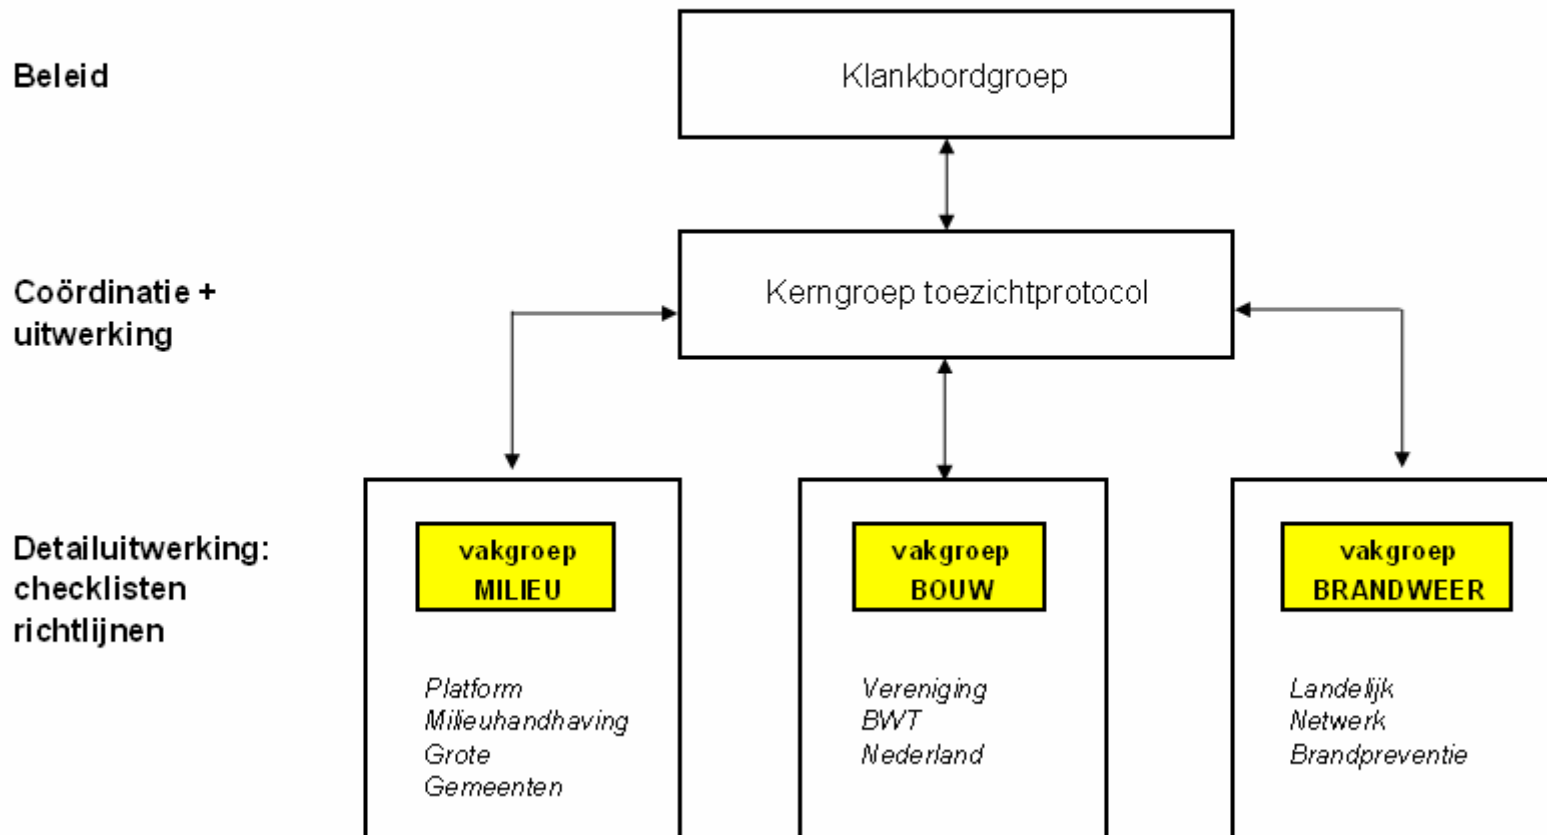 Beleid
Klankbordgroep
Coördinatie +
uitwerking
Kerngroep toezichtprotocol
Detailuitwerking:
checklisten
richtlijnen
vakgroep
MILIEU
Platform
Milieuhandhaving
Grote
Gemeenten
vakgroep
BOUW
Vereniging
BWT
Nederland
vakgroep
BRANDWEER
Landelijk
Netwerk
Brandpreventie